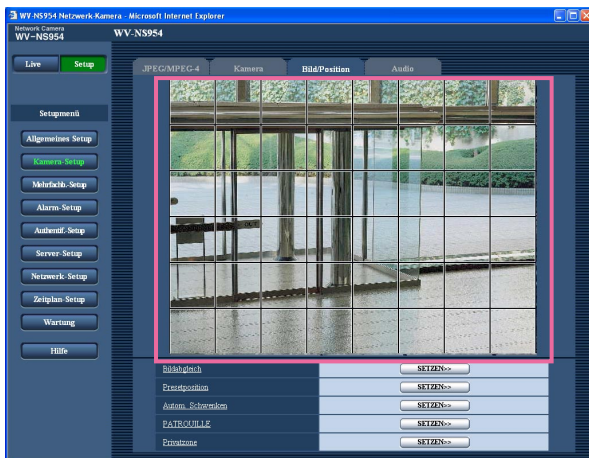 WV-NS954 Netzwerk-Kamera - Microsoft Internet Explorer
Network Camera
WV-NS954
WV-NS954
Live
Setup
JPEG/MPEG-4
Kamera
Bild/Position
Audio
Setupmenü
Allgemeines Setup
Kamera-Setup
Mehrfachb.-Setup
Alarm-Setup
Authentif.-Setup
Server-Setup
Netzwerk-Setup
Zeitplan-Setup
Wartung
Hilfe
Bildabgleich SETZEN>>
Presetposition SETZEN>>
Autom. Schwenken SETZEN>>
PATROUILLE SETZEN>>
Privatzone SETZEN>>